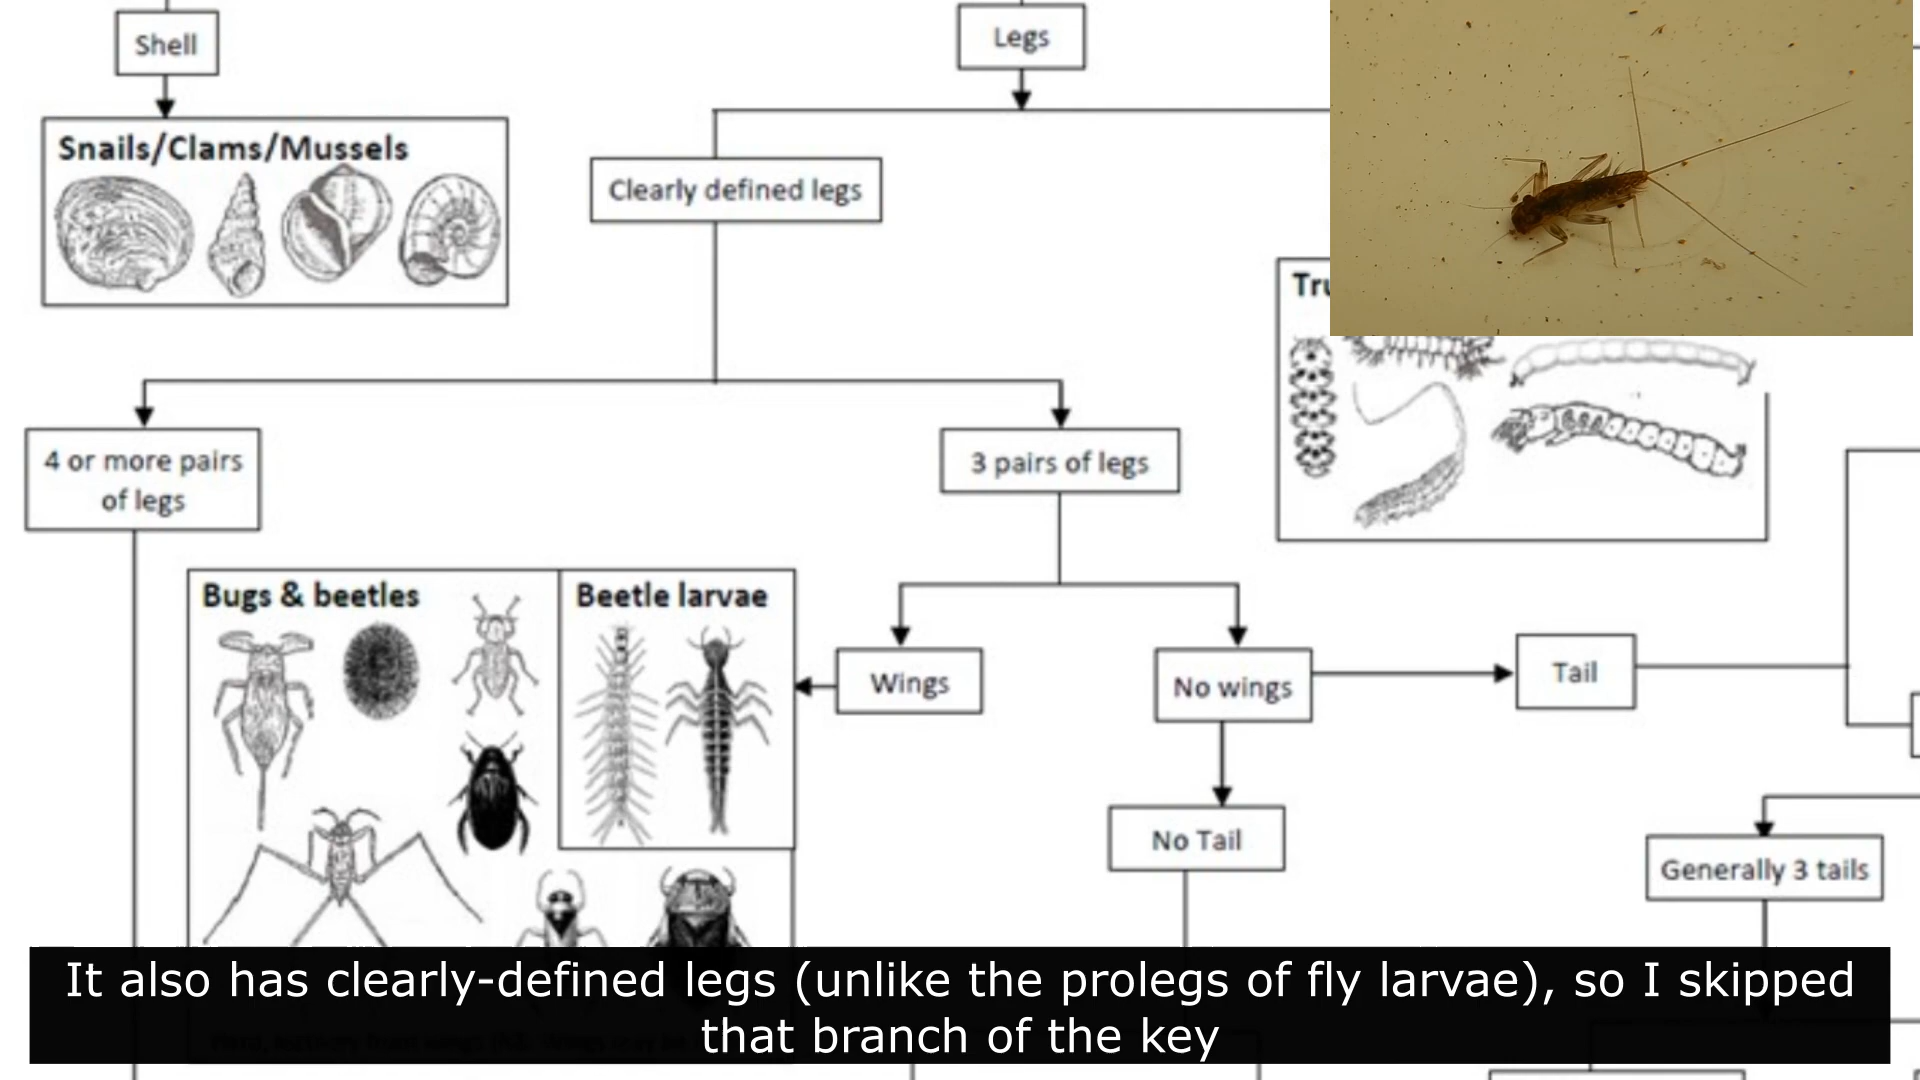 Shell
Legs
Snails/Clams/Mussels
Clearly defined legs
Tru
4 or more pairs
of legs
3 pairs of legs
Bugs & beetles
Beetle larvae
Wings
No wings
Tail
No Tail
Generally 3 tails
It also has clearly-defined legs (unlike the prolegs of fly larvae), so I skipped
that branch of the key